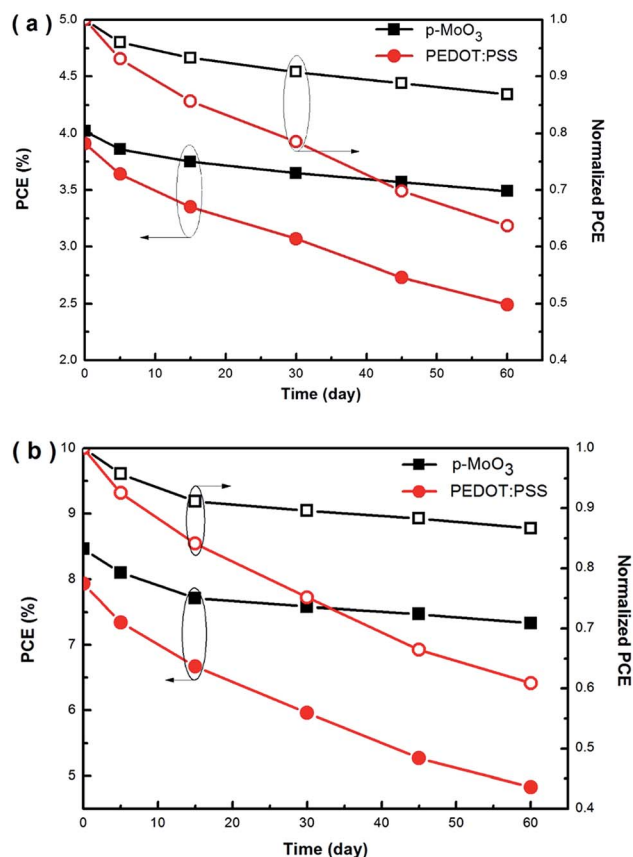 ( a )
p-MoO3
PEDOT:PSS
5.0
4.5
4.0
3.5
3.0
2.5
2.0
PCE (%)
1.0
0.9
0.8
0.7
0.6
0.5
0.4
Normalized PCE
0 10 20 30 40 50 60
Time (day)
( b )
p-MoO3
PEDOT:PSS
10
9
8
7
6
5
PCE (%)
1.0
0.9
0.8
0.7
0.6
0.5
0.4
Normalized PCE
0 10 20 30 40 50 60
Time (day)